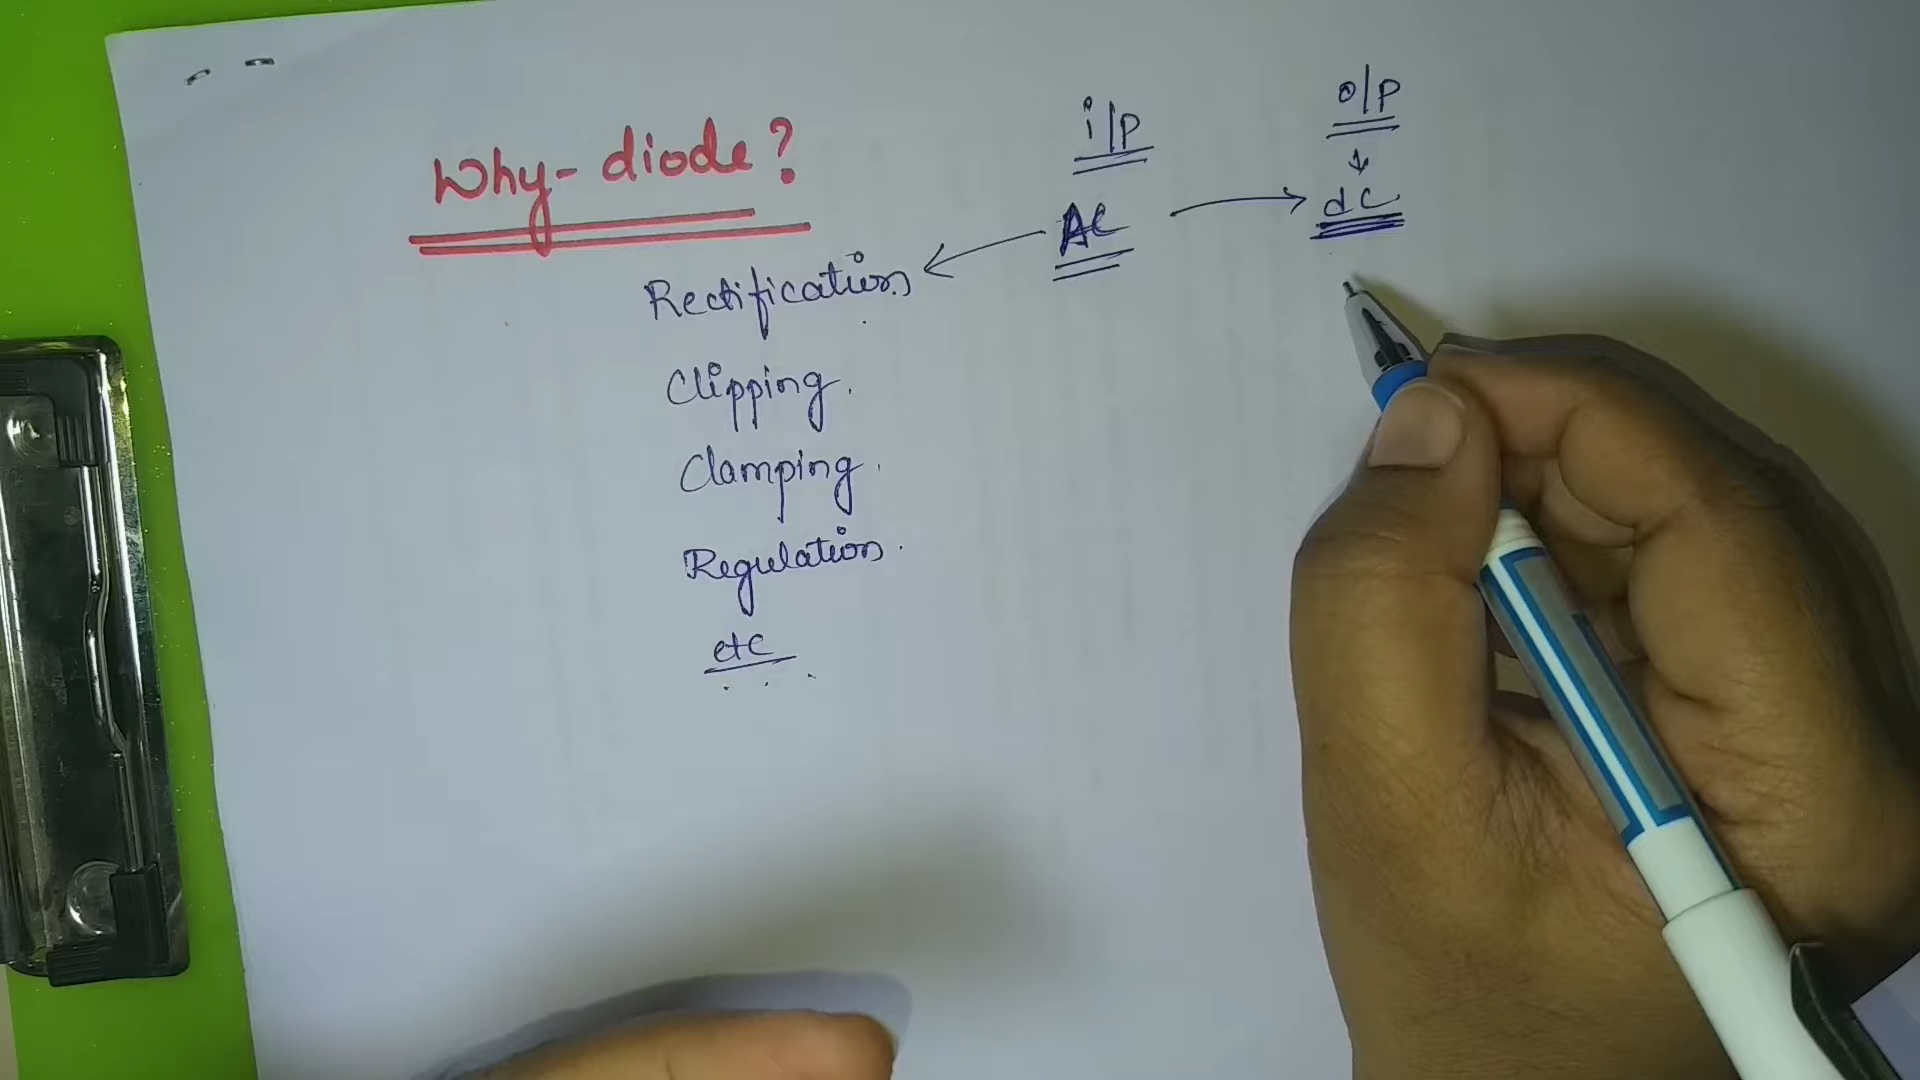 Why- diode?
i/p
o/p
AC
dc
Rectification
Clipping.
Clamping.
Regulation.
etc